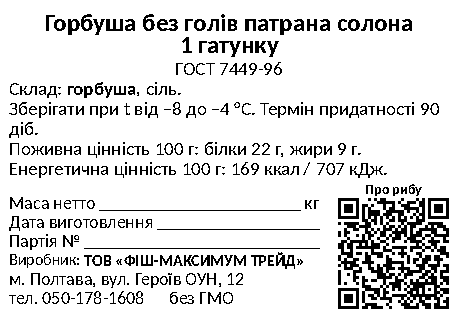 Горбуша без голів патрана солона
1 гатунку
ГОСТ 7449-96
Склад: горбуша, сіль.
Зберігати при t від –8 до –4 °С. Термін придатності 90
діб.
Поживна цінність 100 г: білки 22 г, жири 9 г.
Енергетична цінність 100 г: 169 ккал / 707 кДж.
Про рибу
Маса нетто ______________________ кг
Дата виготовлення __________________
Партія № __________________________
Виробник: ТОВ «ФІШ-МАКСИМУМ ТРЕЙД»
м. Полтава, вул. Героїв ОУН, 12
тел. 050-178-1608 без ГМО